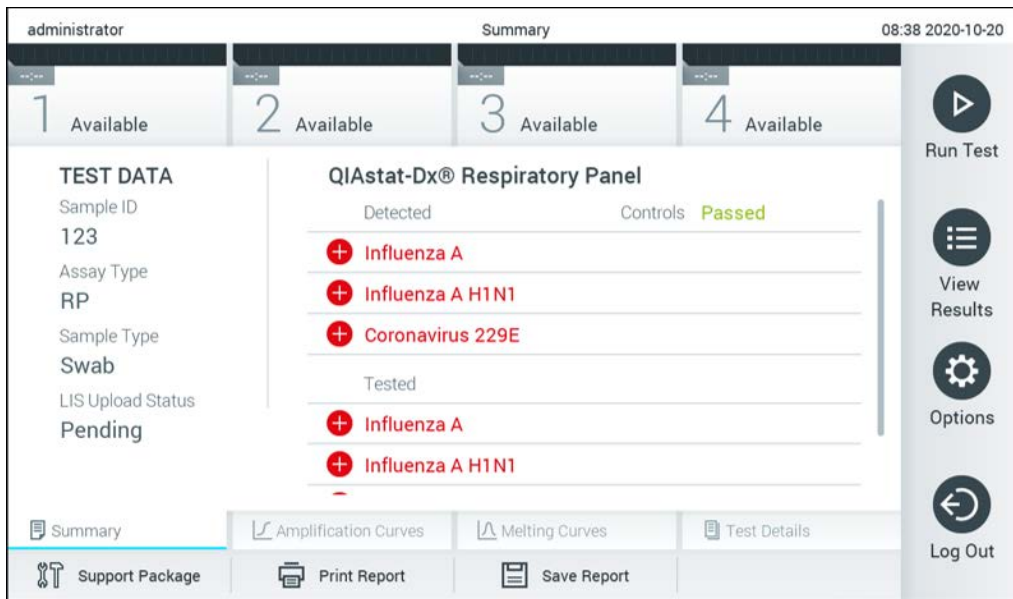 administrator Summary 08:38 2020-10-20
--:-- --:-- --:-- --:--
1 Available 2 Available 3 Available 4 Available
Run Test
TEST DATA
Sample ID
123
Assay Type
RP
Sample Type
Swab
LIS Upload Status
Pending
QIAstat-Dx® Respiratory Panel
Detected Controls Passed
Influenza A
Influenza A H1N1
Coronavirus 229E
Tested
Influenza A
Influenza A H1N1
View
Results
Options
Log Out
Summary Amplification Curves Melting Curves Test Details
Support Package Print Report Save Report